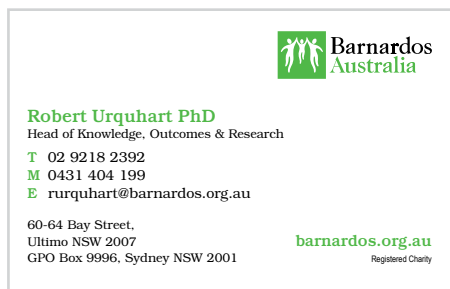 Barnardos
Australia
Robert Urquhart PhD
Head of Knowledge, Outcomes & Research
T 02 9218 2392
M 0431 404 199
E rurquhart@barnardos.org.au
60-64 Bay Street,
Ultimo NSW 2007
GPO Box 9996, Sydney NSW 2001
barnardos.org.au
Registered Charity